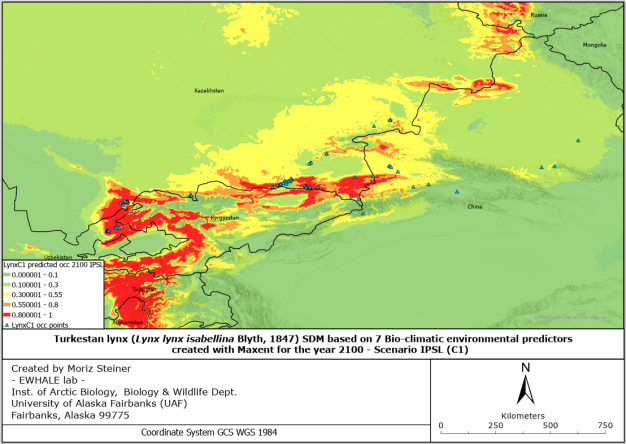 Russia
Mongolia
Kazakhstan
Kyrgystan
China
Uzbekistan
Tajikistan
Afghanistan
LynxC1 predicted occ 2100 IPSL
0.000001 - 0.1
0.100001 - 0.3
0.300001 - 0.55
0.550001 - 0.8
0.800001 - 1
LynxC1 occ points
Turkestan lynx (Lynx lynx isabellina Blyth, 1847) SDM based on 7 Bio-climatic environmental predictors
created with Maxent for the year 2100 - Scenario IPSL (C1)
Created by Moriz Steiner
- EWHALE lab -
Inst. of Arctic Biology, Biology & Wildlife Dept.
University of Alaska Fairbanks (UAF)
Fairbanks, Alaska 99775
Coordinate System GCS WGS 1984
N
Kilometers
0 250 500 750